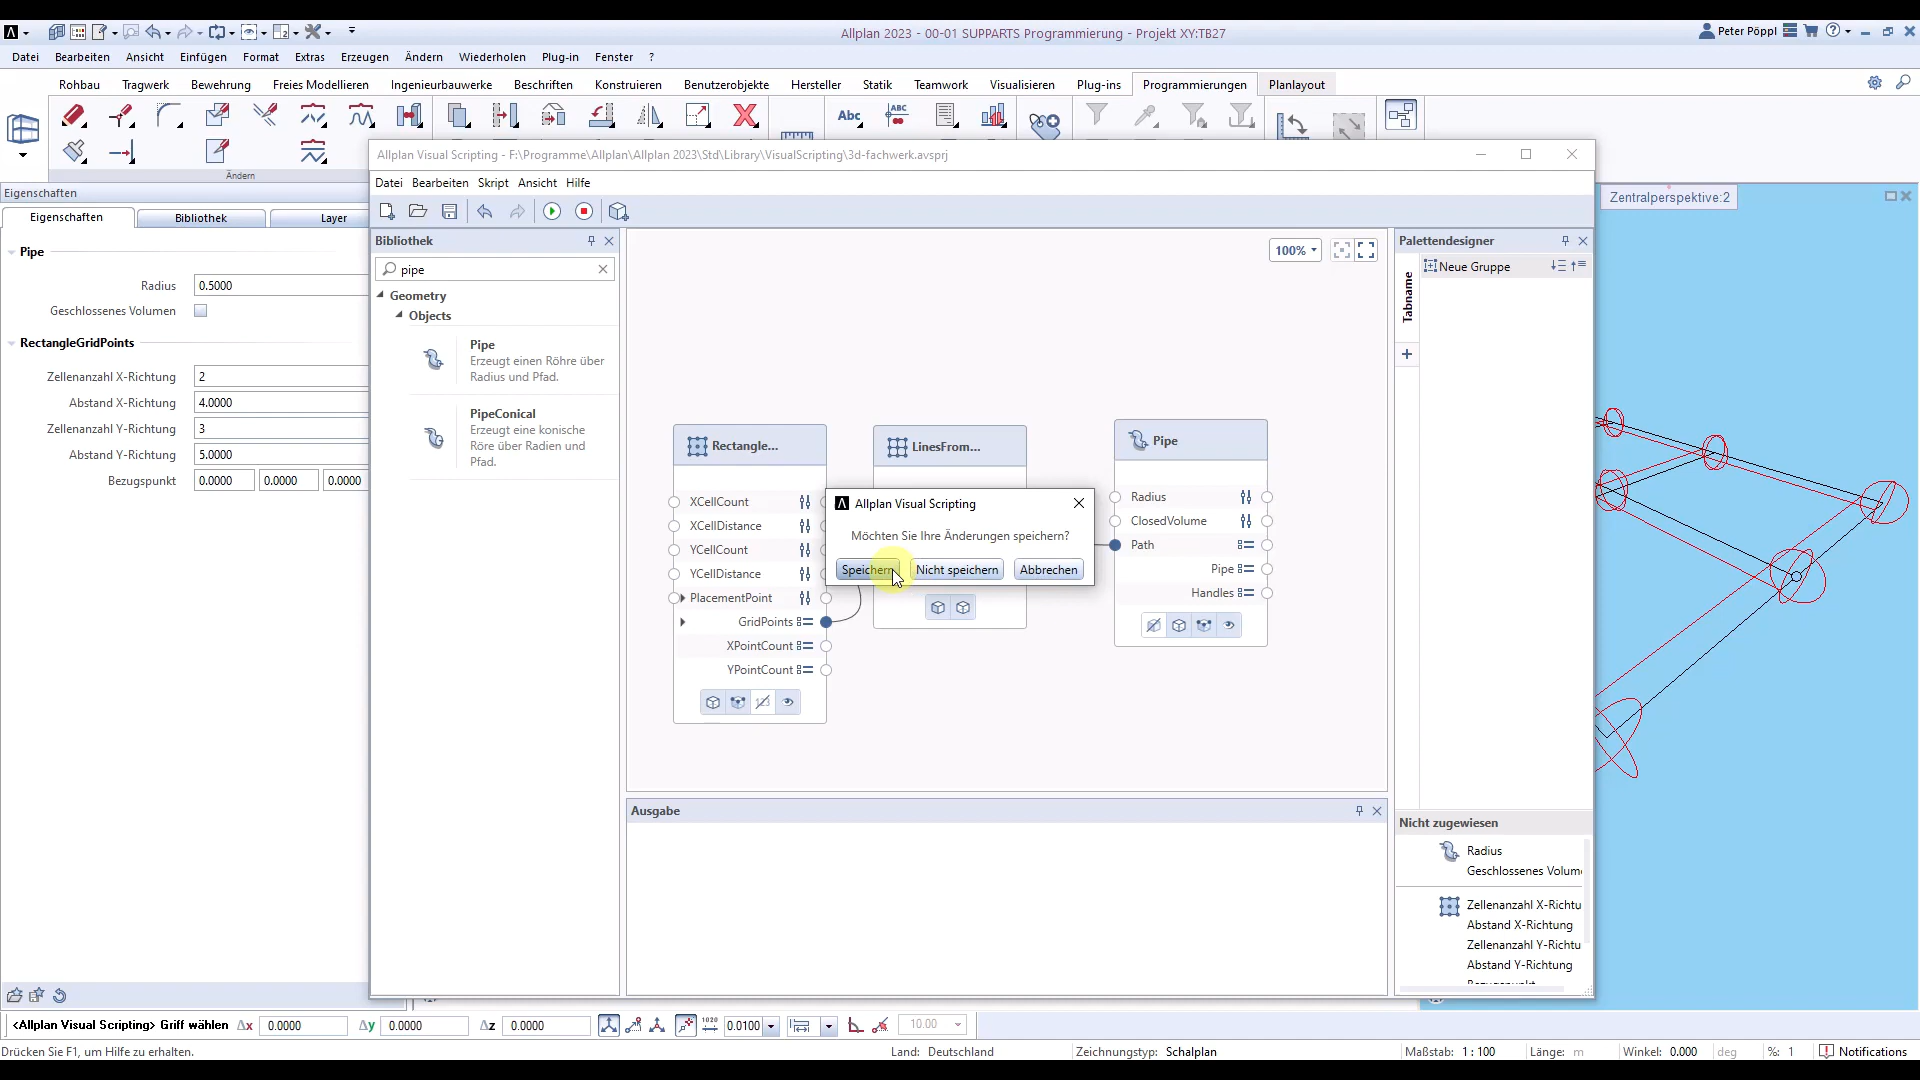 Allplan 2023 - 00-01 SUPPARTS Programmierung - Projekt XY:TB27
Peter Pöppl
Datei Bearbeiten Ansicht Einfügen Format Extras Erzeugen Ändern Wiederholen Plug-in Fenster ?
Rohbau Tragwerk Bewehrung Freies Modellieren Ingenieurbauwerke Beschriften Konstruieren Benutzerobjekte Hersteller Statik Teamwork Visualisieren Plug-ins Programmierungen Planlayout
Abc
ABC
Ändern
Eigenschaften
Eigenschaften Bibliothek Layer
Pipe
Radius 0.5000
Geschlossenes Volumen
RectangleGridPoints
Zellenanzahl X-Richtung 2
Abstand X-Richtung 4.0000
Zellenanzahl Y-Richtung 3
Abstand Y-Richtung 5.0000
Bezugspunkt 0.0000 0.0000 0.0000
Allplan Visual Scripting - F:\Programme\Allplan\Allplan 2023\Std\Library\VisualScripting\3d-fachwerk.avsprj
Datei Bearbeiten Skript Ansicht Hilfe
Bibliothek
pipe
Geometry
Objects
Pipe
Erzeugt einen Röhre über
Radius und Pfad.
PipeConical
Erzeugt eine konische
Röre über Radien und
Pfad.
100%
Rectangle...
XCellCount
XCellDistance
YCellCount
YCellDistance
PlacementPoint
GridPoints
XPointCount
YPointCount
LinesFrom...
Pipe
Radius
ClosedVolume
Path
Pipe
Handles
Allplan Visual Scripting
Möchten Sie Ihre Änderungen speichern?
Speichern Nicht speichern Abbrechen
Ausgabe
Palettendesigner
Tabname
Neue Gruppe
Nicht zugewiesen
Radius
Geschlossenes Volum
Zellenanzahl X-Richtu
Abstand X-Richtung
Zellenanzahl Y-Richtu
Abstand Y-Richtung
Zentralperspektive:2
<Allplan Visual Scripting> Griff wählen Δx 0.0000 Δy 0.0000 Δz 0.0000 1020 0.0100 10.00
Drücken Sie F1, um Hilfe zu erhalten. Land: Deutschland Zeichnungstyp: Schalplan Maßstab: 1 : 100 Länge: m Winkel: 0.000 deg %: 1 Notifications